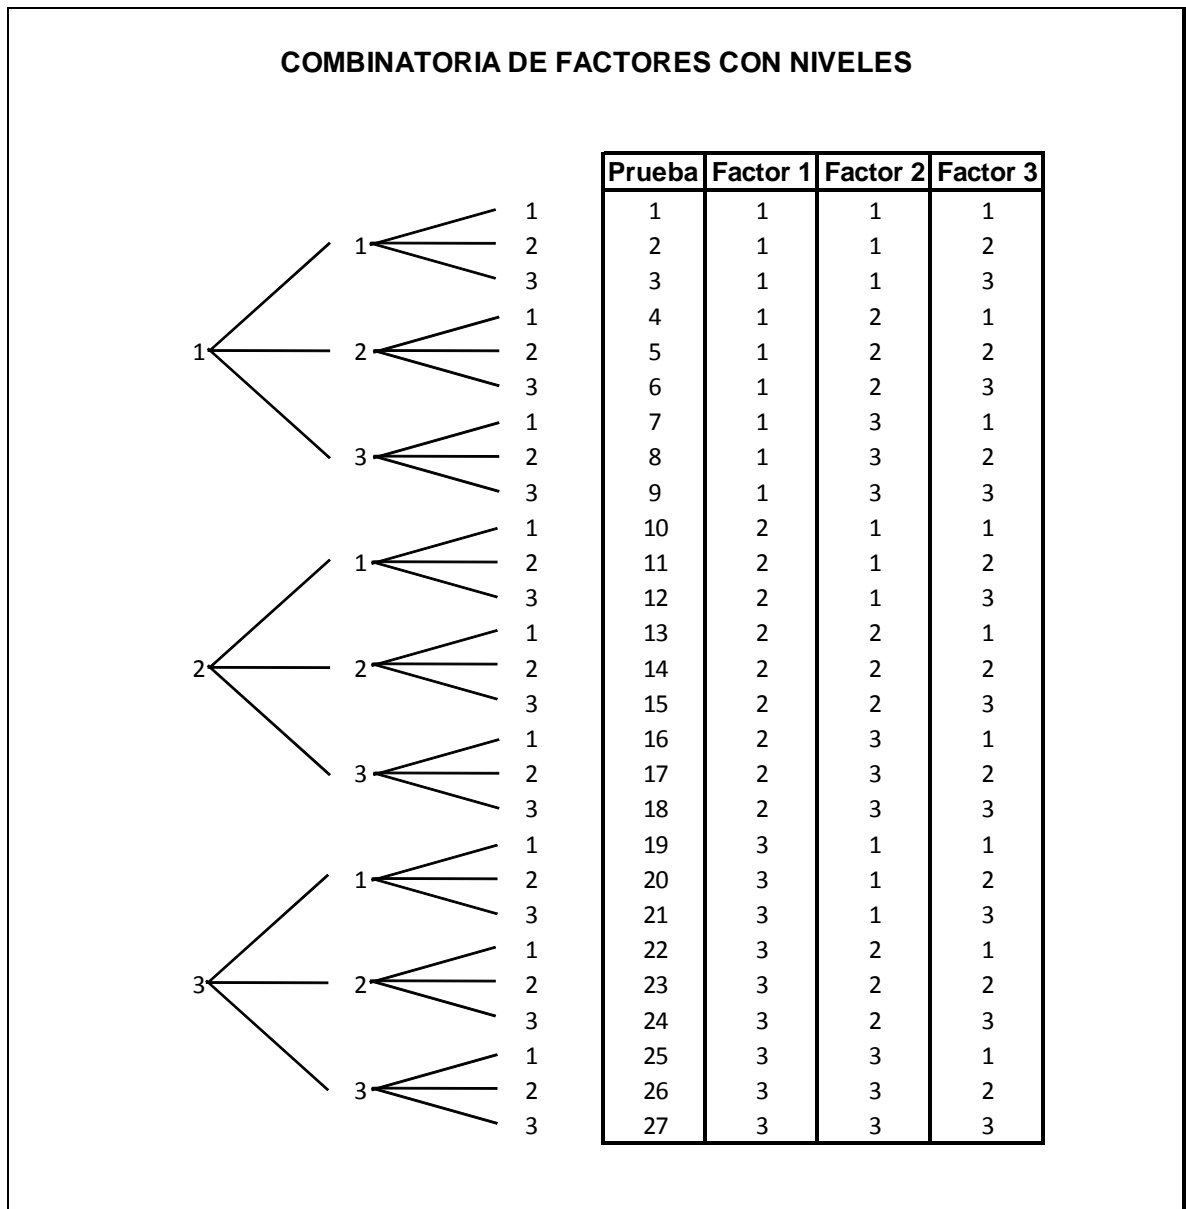 COMBINATORIA DE FACTORES CON NIVELES
Prueba Factor 1 Factor 2 Factor 3
1 1 1 1 1
1 2 2 1 1 2
3 3 1 1 3
1 4 1 2 1
1 2 2 5 1 2 2
3 6 1 2 3
1 7 1 3 1
3 2 8 1 3 2
3 9 1 3 3
1 10 2 1 1
1 2 11 2 1 2
3 12 2 1 3
1 13 2 2 1
2 2 2 14 2 2 2
3 15 2 2 3
1 16 2 3 1
3 2 17 2 3 2
3 18 2 3 3
1 19 3 1 1
1 2 20 3 1 2
3 21 3 1 3
1 22 3 2 1
3 2 2 23 3 2 2
3 24 3 2 3
1 25 3 3 1
3 2 26 3 3 2
3 27 3 3 3